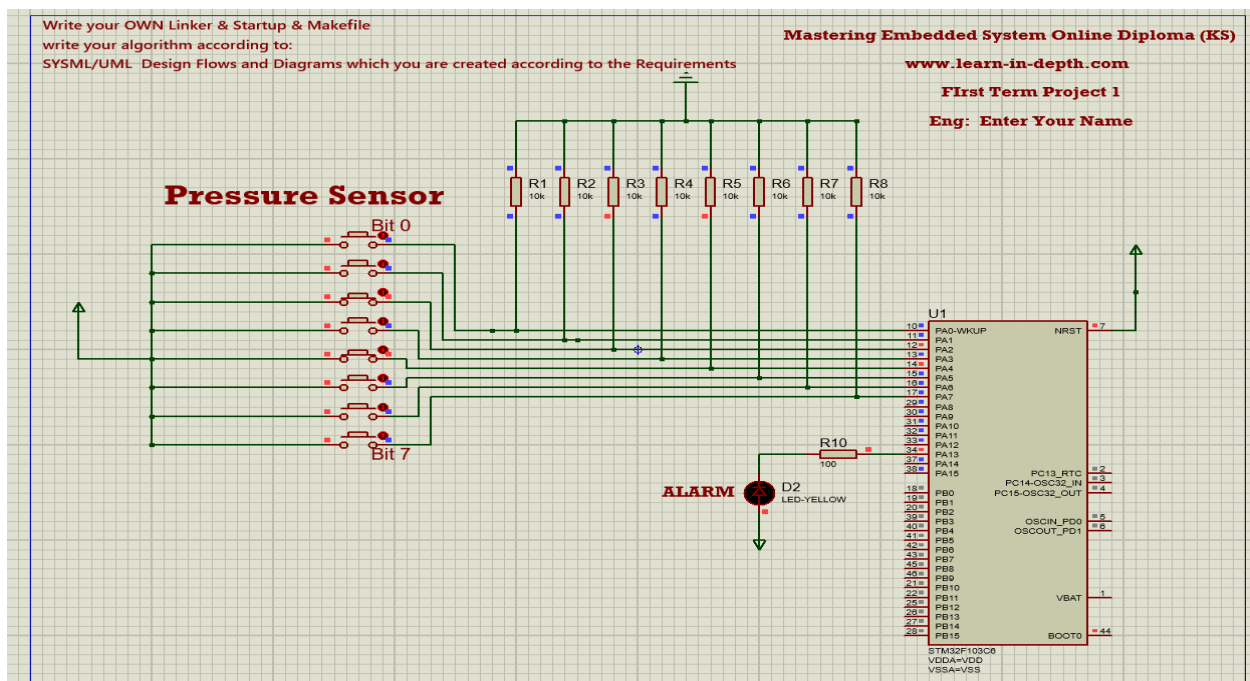 Write your OWN Linker & Startup & Makefile
write your algorithm according to:
SYSML/UML Design Flows and Diagrams which you are created according to the Requirements
Mastering Embedded System Online Diploma (KS)
www.learn-in-depth.com
FIrst Term Project 1
Eng: Enter Your Name
Pressure Sensor
Bit 0
Bit 7
R1
10k
R2
10k
R3
10k
R4
10k
R5
10k
R6
10k
R7
10k
R8
10k
R10
100
ALARM
D2
LED-YELLOW
U1
10 PA0-WKUP
11 PA1
12 PA2
13 PA3
14 PA4
15 PA5
16 PA6
17 PA7
29 PA8
30 PA9
31 PA10
32 PA11
33 PA12
34 PA13
37 PA14
38 PA15
18 PB0
19 PB1
20 PB2
39 PB3
40 PB4
41 PB5
42 PB6
43 PB7
45 PB8
46 PB9
21 PB10
22 PB11
25 PB12
26 PB13
27 PB14
28 PB15
NRST 7
PC13_RTC 2
PC14-OSC32_IN 3
PC15-OSC32_OUT 4
OSCIN_PD0 5
OSCOUT_PD1 6
VBAT 1
BOOT0 44
STM32F103C6
VDDA=VDD
VSSA=VSS